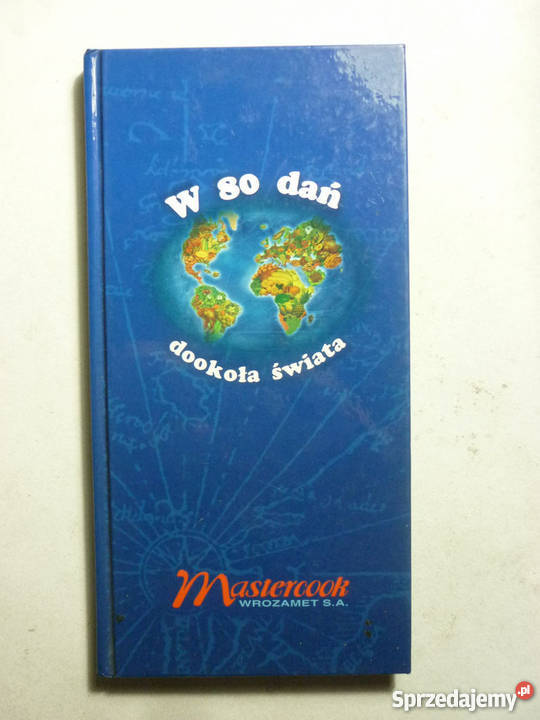 W 80 dań
dookoła świata
Mastercook
WROZAMET S.A.
Sprzedajemy.pl